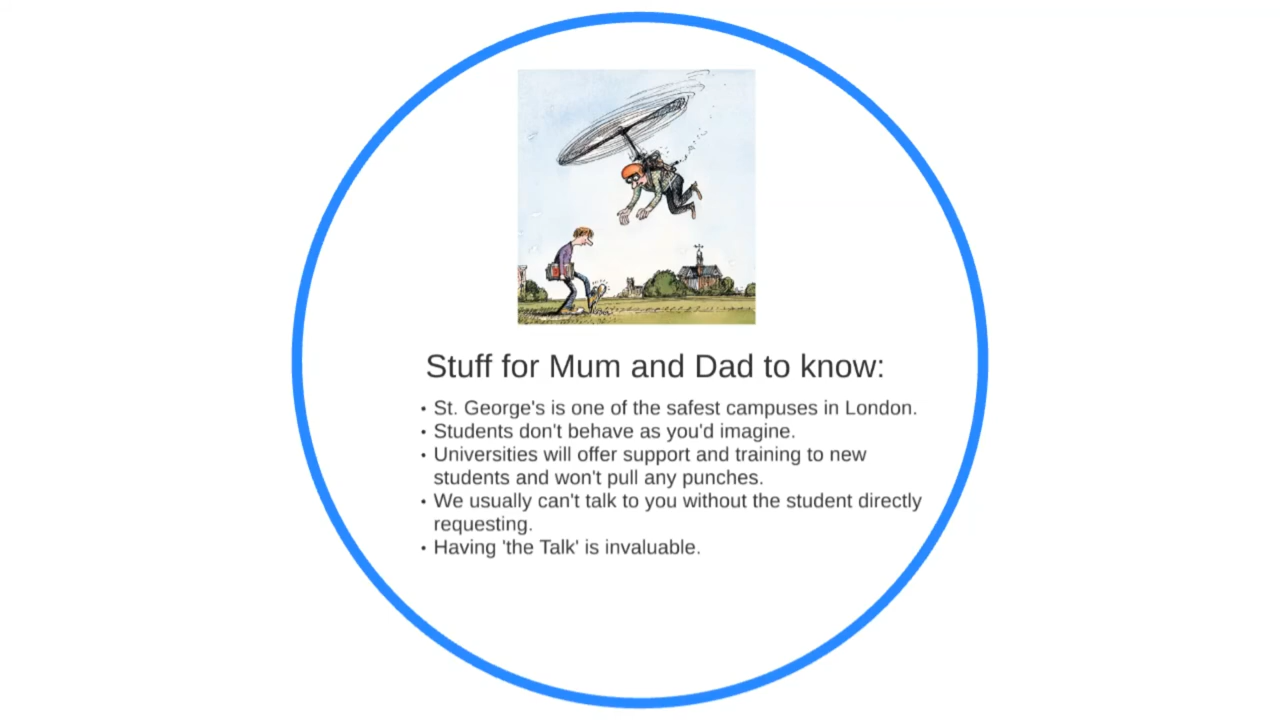 Stuff for Mum and Dad to know:
• St. George's is one of the safest campuses in London.
• Students don't behave as you'd imagine.
• Universities will offer support and training to new
students and won't pull any punches.
• We usually can't talk to you without the student directly
requesting.
• Having 'the Talk' is invaluable.